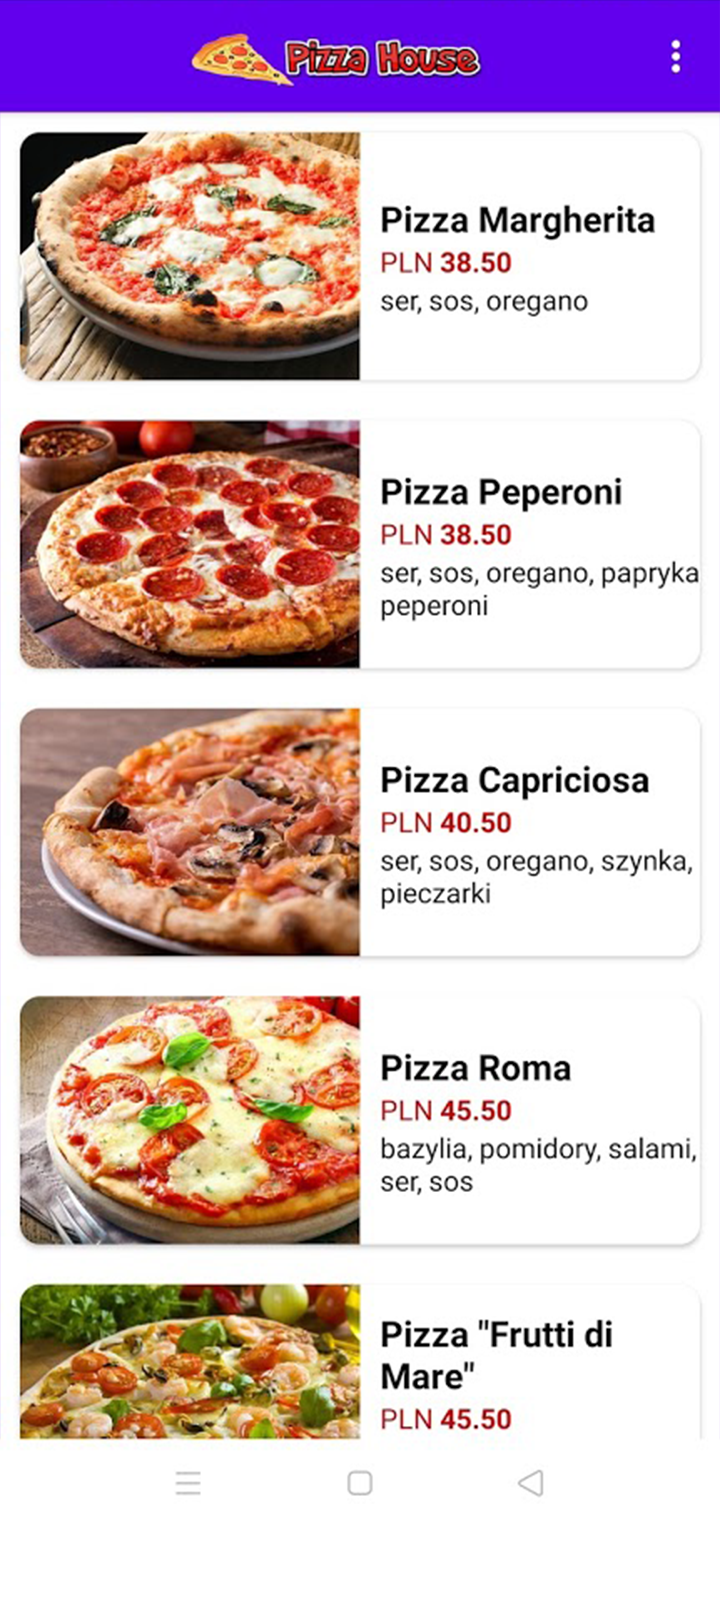 Pizza House
Pizza Margherita
PLN 38.50
ser, sos, oregano
Pizza Peperoni
PLN 38.50
ser, sos, oregano, papryka
peperoni
Pizza Capriciosa
PLN 40.50
ser, sos, oregano, szynka,
pieczarki
Pizza Roma
PLN 45.50
bazylia, pomidory, salami,
ser, sos
Pizza "Frutti di
Mare"
PLN 45.50